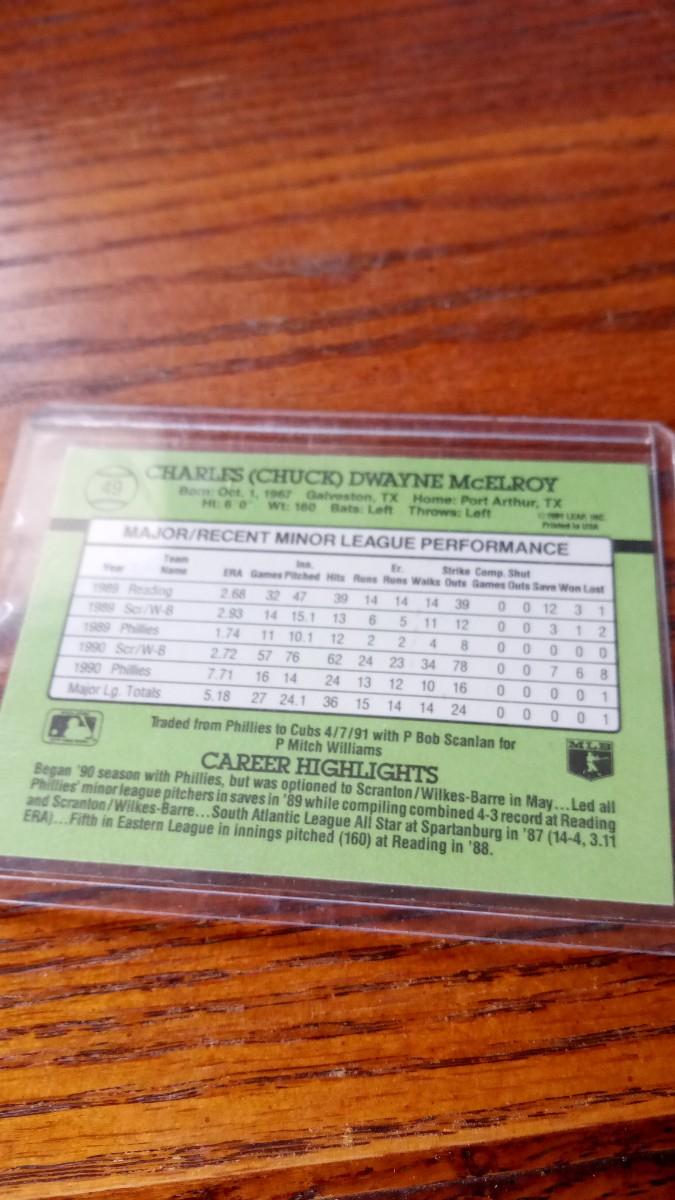 49
CHARLES (CHUCK) DWAYNE McELROY
Born: Oct. 1, 1967 Galveston, TX Home: Port Arthur, TX
Ht: 6'0" Wt: 160 Bats: Left Throws: Left
© 1991 LEAF, INC.
Printed in USA
MAJOR/RECENT MINOR LEAGUE PERFORMANCE
Year Team Name ERA Games Inn. Pitched Hits Runs Er. Runs Walks Strike Outs Comp. Games Shut Outs Save Won Lost
1989 Reading 2.68 32 47 39 14 14 14 39 0 0 12 3 1
1989 Scr/W-B 2.93 14 15.1 13 6 5 11 12 0 0 3 1 2
1989 Phillies 1.74 11 10.1 12 2 2 4 8 0 0 0 0 0
1990 Scr/W-B 2.72 57 76 62 24 23 34 78 0 0 7 6 8
1990 Phillies 7.71 16 14 24 13 12 10 16 0 0 0 0 1
Major Lg. Totals 5.18 27 24.1 36 15 14 14 24 0 0 0 0 1
Traded from Phillies to Cubs 4/7/91 with P Bob Scanlan for
P Mitch Williams
MLB
CAREER HIGHLIGHTS
Began '90 season with Phillies, but was optioned to Scranton/Wilkes-Barre in May...Led all
Phillies' minor league pitchers in saves in '89 while compiling combined 4-3 record at Reading
and Scranton/Wilkes-Barre...South Atlantic League All Star at Spartanburg in '87 (14-4, 3.11
ERA)...Fifth in Eastern League in innings pitched (160) at Reading in '88.